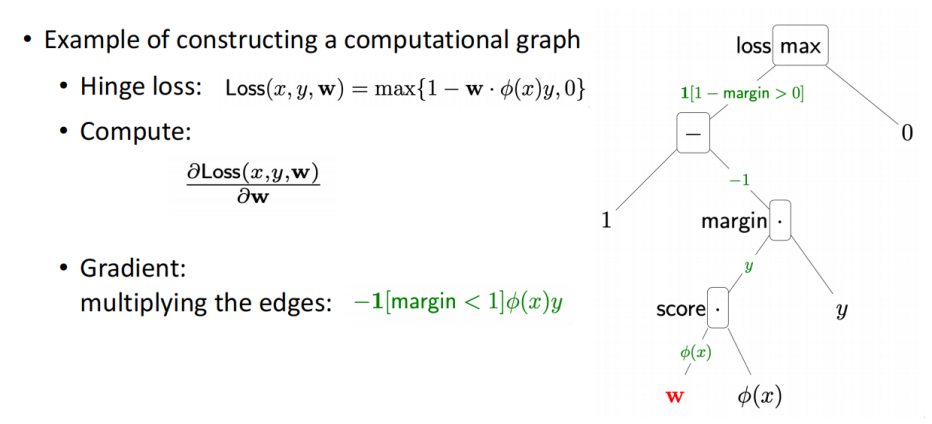 • Example of constructing a computational graph
• Hinge loss: Loss(x, y, w) = max{1 − w · ϕ(x)y, 0}
• Compute:
∂Loss(x,y,w)
∂w
• Gradient:
multiplying the edges: −1[margin < 1]ϕ(x)y
loss max
1[1 − margin > 0]
−
0
−1
1
margin ·
y
score ·
y
ϕ(x)
w
ϕ(x)